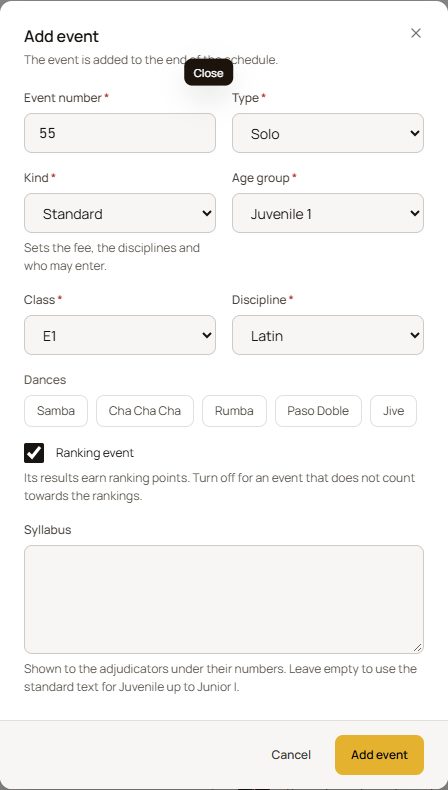 Add event
The event is added to the end of the schedule.
Close
Event number *
Type *
55
Solo
Kind *
Age group *
Standard
Juvenile 1
Sets the fee, the disciplines and
who may enter.
Class *
Discipline *
E1
Latin
Dances
Samba
Cha Cha Cha
Rumba
Paso Doble
Jive
Ranking event
Its results earn ranking points. Turn off for an event that does not count
towards the rankings.
Syllabus
Shown to the adjudicators under their numbers. Leave empty to use the
standard text for Juvenile up to Junior I.
Cancel
Add event